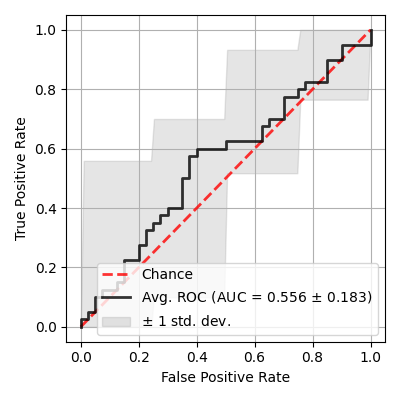 1.0
0.8
0.6
0.4
0.2
0.0
True Positive Rate
Chance
Avg. ROC (AUC = 0.556 ± 0.183)
± 1 std. dev.
0.0 0.2 0.4 0.6 0.8 1.0
False Positive Rate